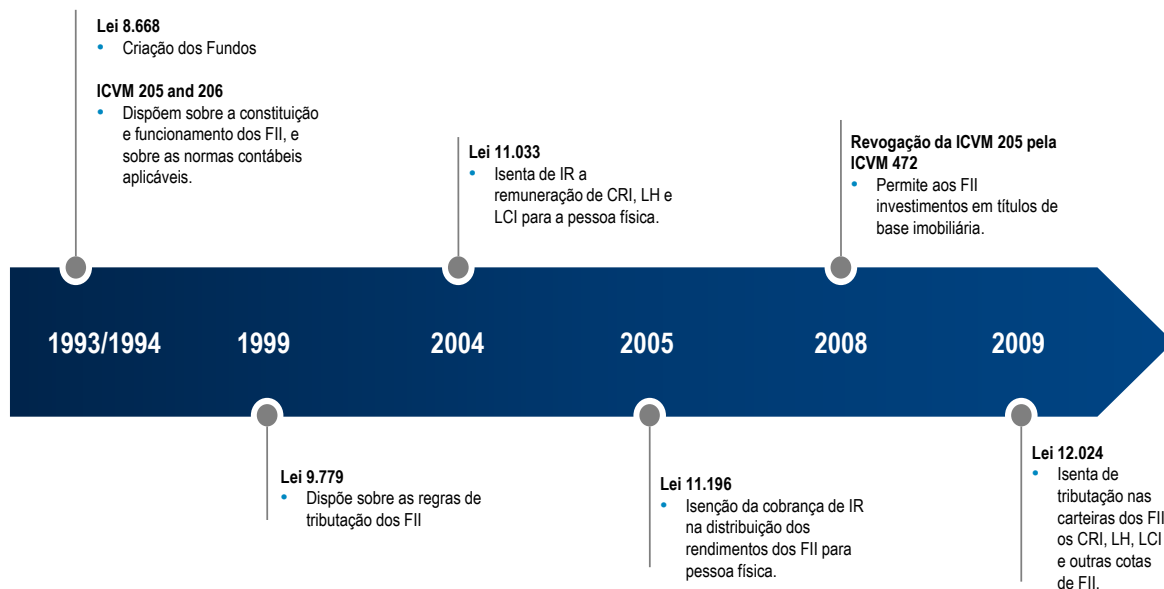 Lei 8.668
• Criação dos Fundos
ICVM 205 and 206
• Dispõem sobre a constituição
e funcionamento dos FII, e
sobre as normas contábeis
aplicáveis.
Lei 11.033
• Isenta de IR a
remuneração de CRI, LH e
LCI para a pessoa física.
Revogação da ICVM 205 pela
ICVM 472
• Permite aos FII
investimentos em títulos de
base imobiliária.
1993/1994
1999
2004
2005
2008
2009
Lei 9.779
• Dispõe sobre as regras de
tributação dos FII
Lei 11.196
• Isenção da cobrança de IR
na distribuição dos
rendimentos dos FII para
pessoa física.
Lei 12.024
• Isenta de
tributação nas
carteiras dos FII
os CRI, LH, LCI
e outras cotas
de FII.